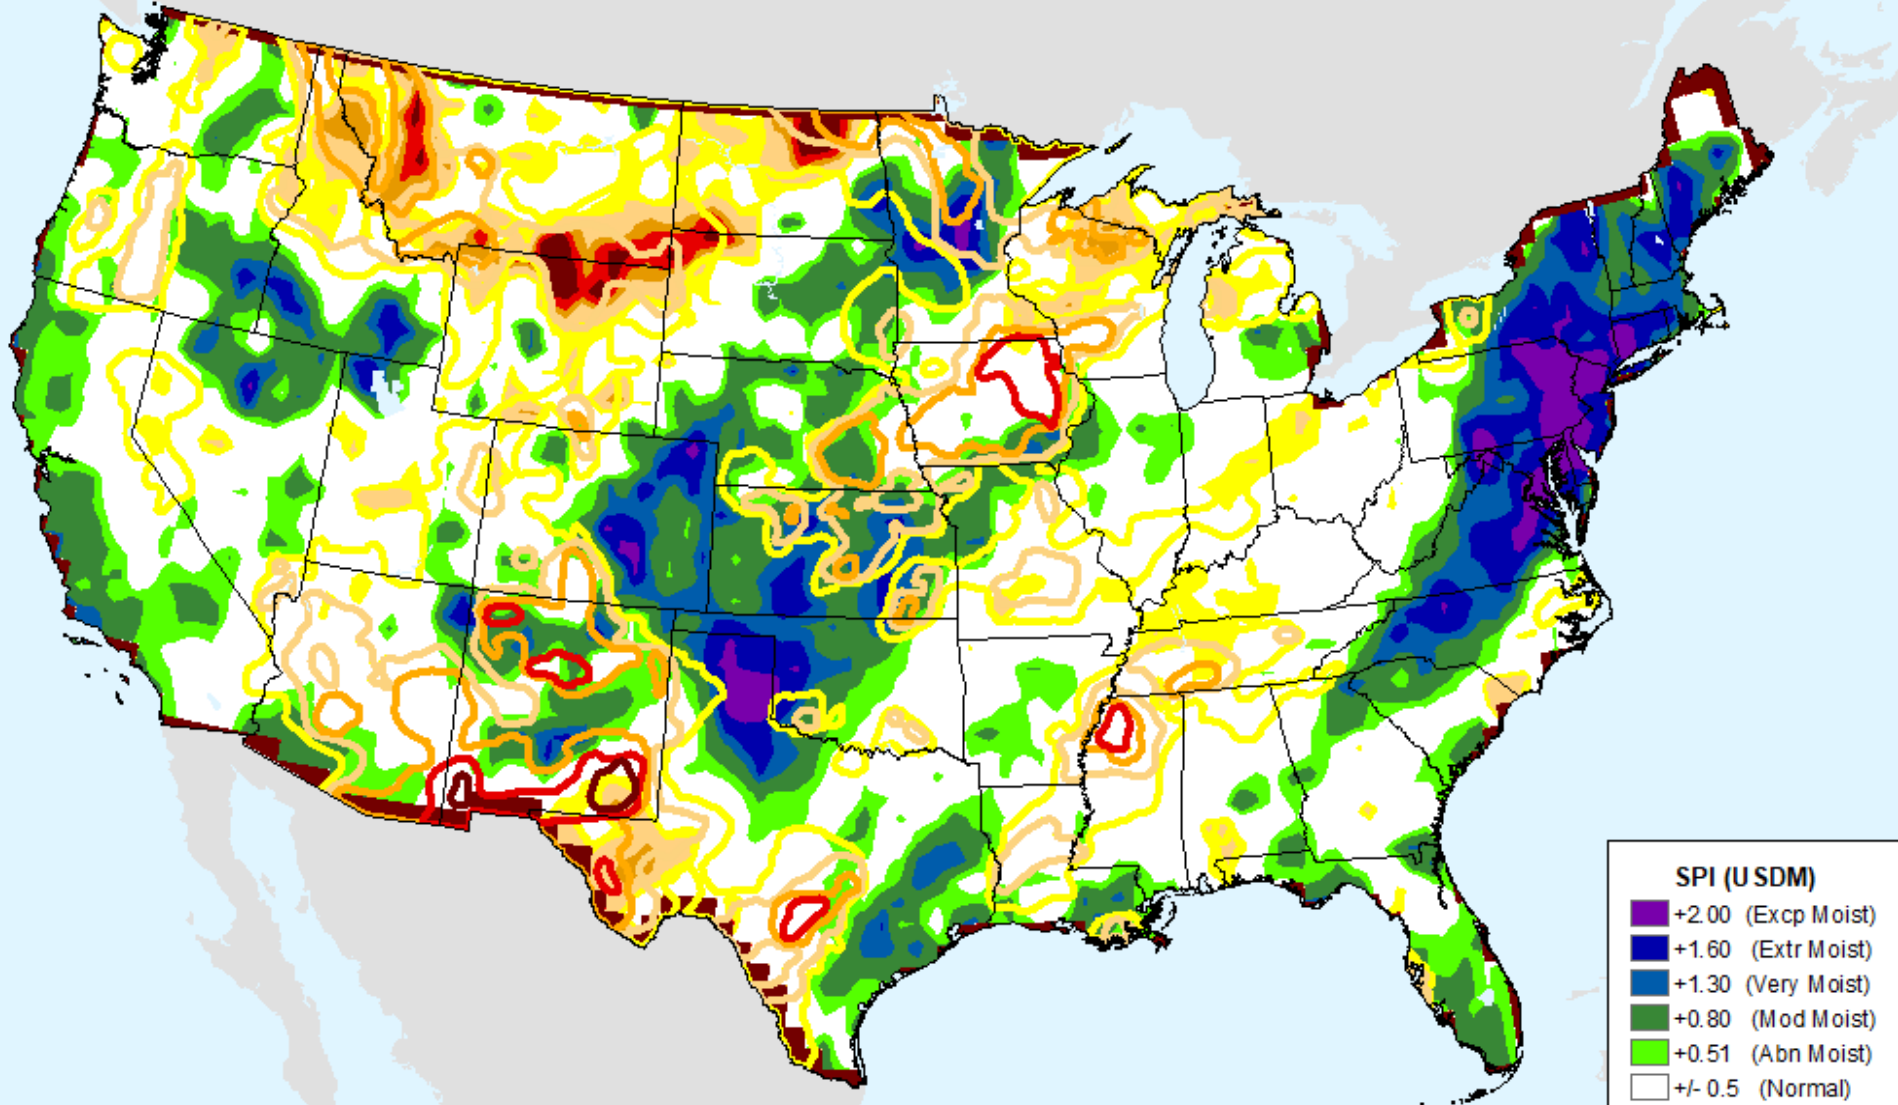 SPI (USDM)
+2.00 (Excp Moist)
+1.60 (Extr Moist)
+1.30 (Very Moist)
+0.80 (Mod Moist)
+0.51 (Abn Moist)
+/- 0.5 (Normal)